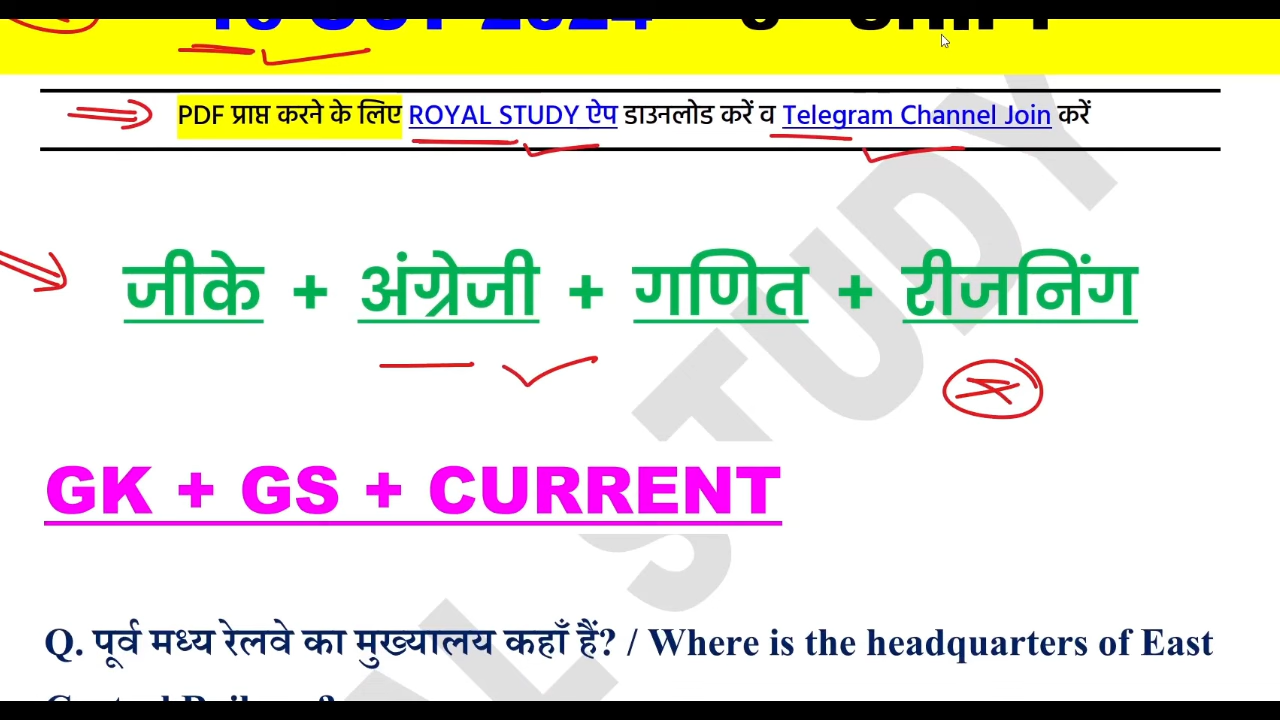 PDF प्राप्त करने के लिए ROYAL STUDY ऐप डाउनलोड करें व Telegram Channel Join करें
जीके + अंग्रेजी + गणित + रीजनिंग
GK + GS + CURRENT
Q. पूर्व मध्य रेलवे का मुख्यालय कहाँ हैं? / Where is the headquarters of East
STUDY